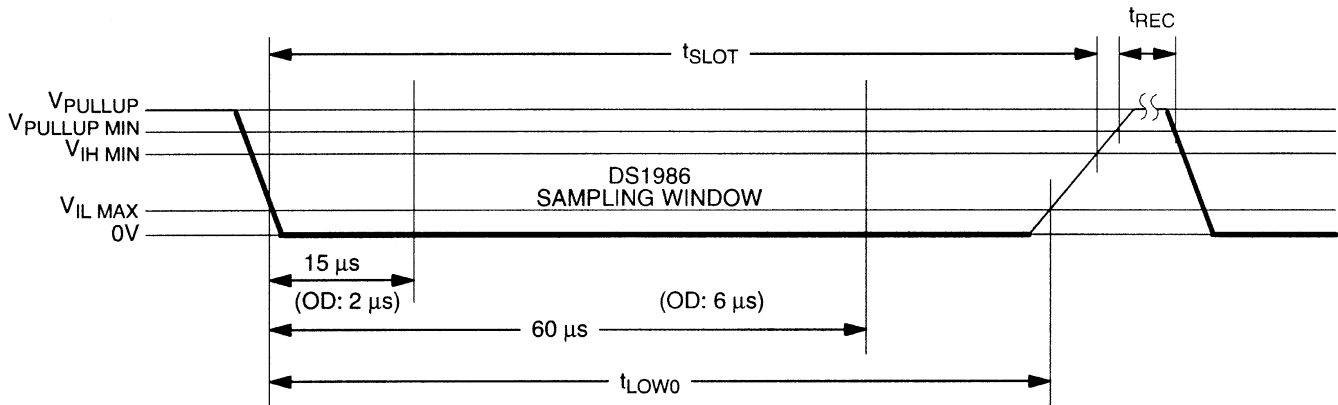 tREC
tSLOT
VPULLUP
VPULLUP MIN
VIH MIN
DS1986
SAMPLING WINDOW
VIL MAX
0V
15 µs
(OD: 2 µs)
(OD: 6 µs)
60 µs
tLOW0